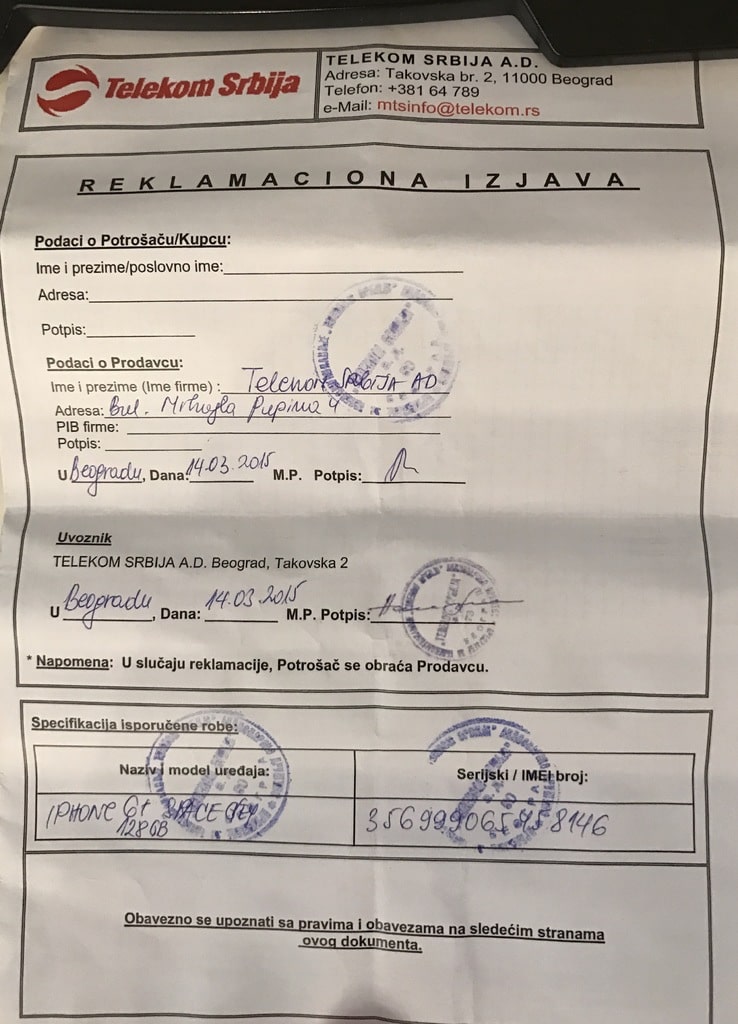 Telekom Srbija
TELEKOM SRBIJA A.D.
Adresa: Takovska br. 2, 11000 Beograd
Telefon: +381 64 789
e-Mail: mtsinfo@telekom.rs
REKLAMACIONA IZJAVA
Podaci o Potrošaču/Kupcu:
Ime i prezime/poslovno ime:
Adresa:
Potpis:
Podaci o Prodavcu:
Ime i prezime (Ime firme) : Telenor SRBIJA AD
Adresa: Bul. Pupina 4
PIB firme:
Potpis:
U Beogradu, Dana: 14.03.2015 M.P. Potpis:
Uvoznik
TELEKOM SRBIJA A.D. Beograd, Takovska 2
U Beogradu, Dana: 14.03.2015 M.P. Potpis:
* Napomena: U slučaju reklamacije, Potrošač se obraća Prodavcu.
Specifikacija isporučene robe:
Naziv i model uređaja:
Serijski / IMEI broj:
IPHONE 6+ SPACE
128GB
Obavezno se upoznati sa pravima i obavezama na sledećim stranama
ovog dokumenta.